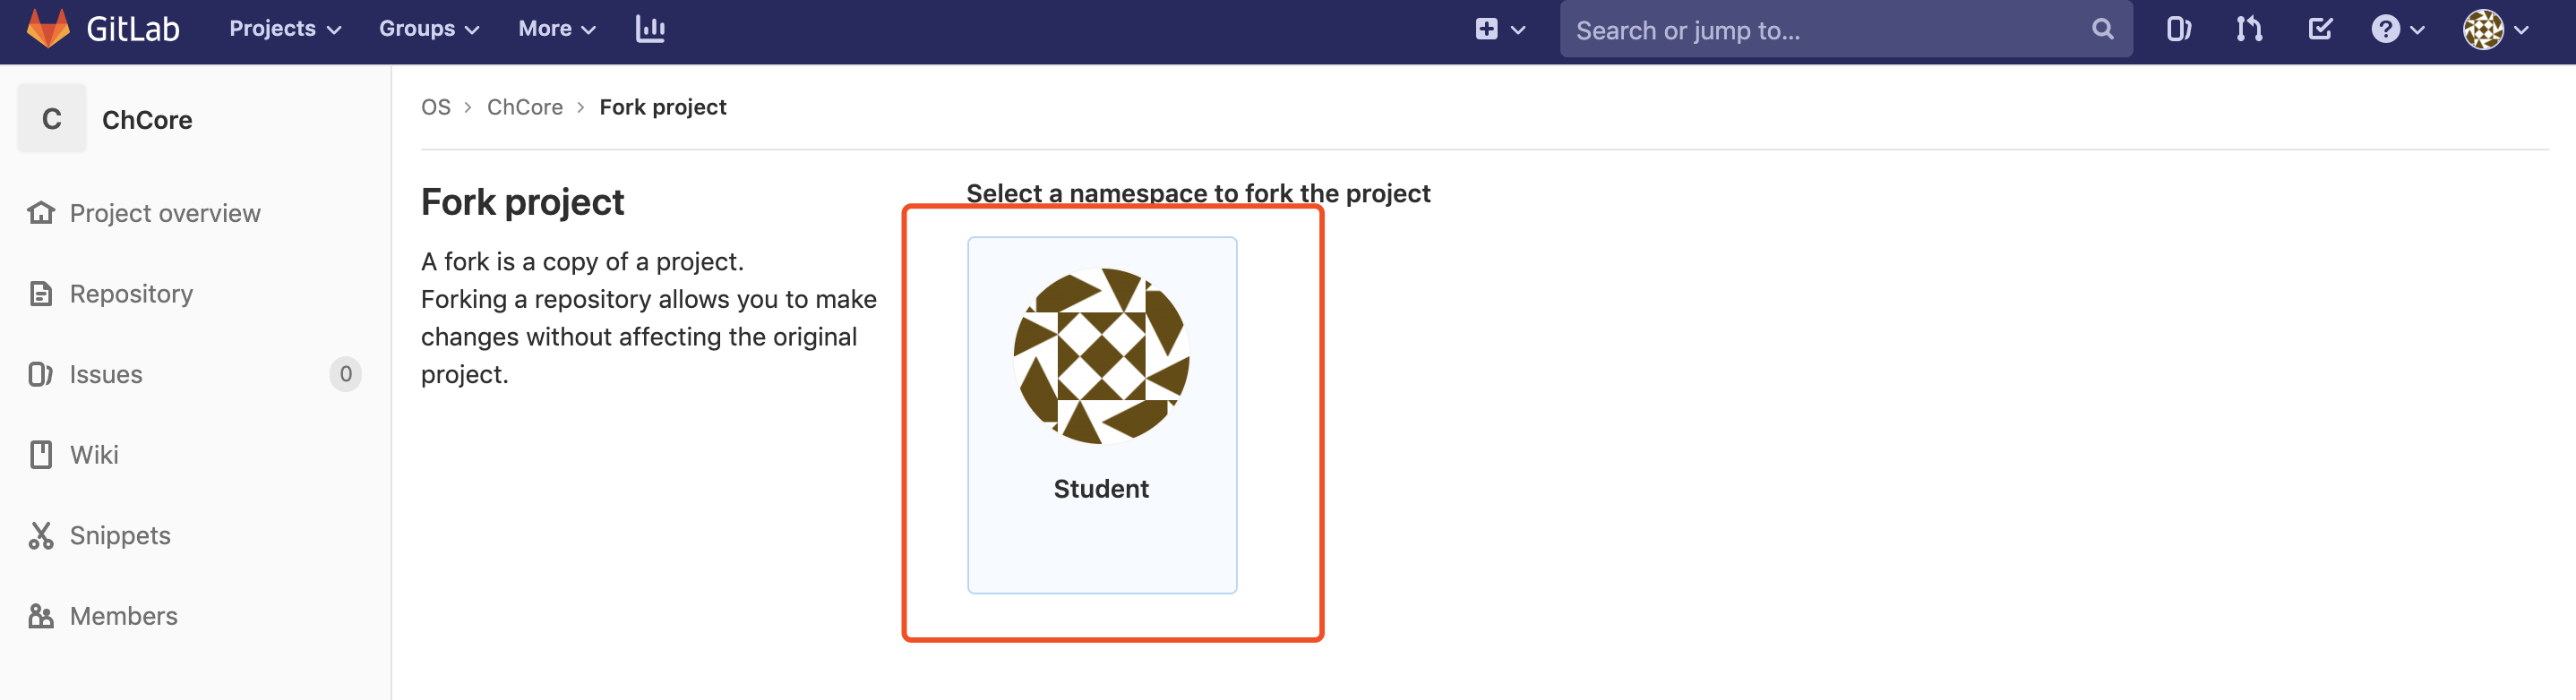 GitLab Projects Groups More Search or jump to...
C ChCore
Project overview
Repository
Issues 0
Wiki
Snippets
Members
OS > ChCore > Fork project
Fork project
A fork is a copy of a project.
Forking a repository allows you to make
changes without affecting the original
project.
Select a namespace to fork the project
Student